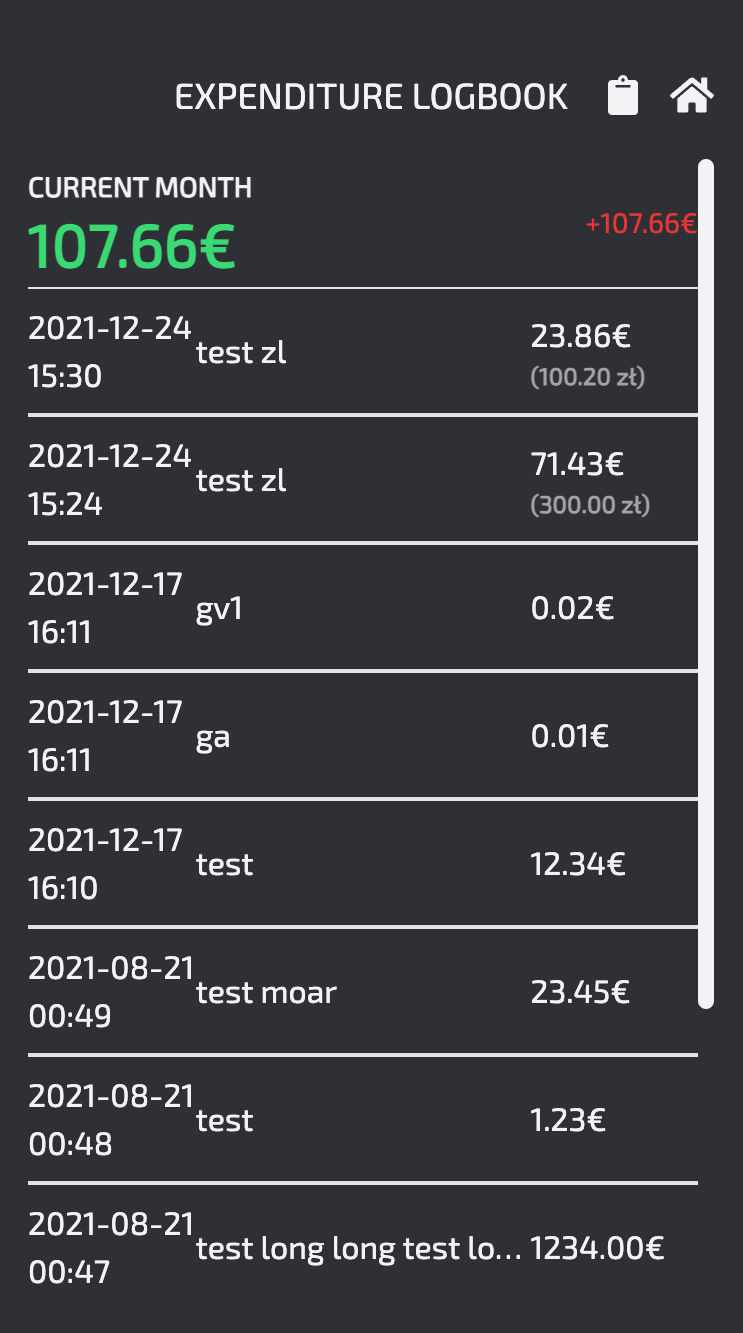 EXPENDITURE LOGBOOK
CURRENT MONTH
107.66€
+107.66€
2021-12-24
15:30
test zl
23.86€
(100.20 zł)
2021-12-24
15:24
test zl
71.43€
(300.00 zł)
2021-12-17
16:11
gv1
0.02€
2021-12-17
16:11
ga
0.01€
2021-12-17
16:10
test
12.34€
2021-08-21
00:49
test moar
23.45€
2021-08-21
00:48
test
1.23€
2021-08-21
00:47
test long long test lo…
1234.00€